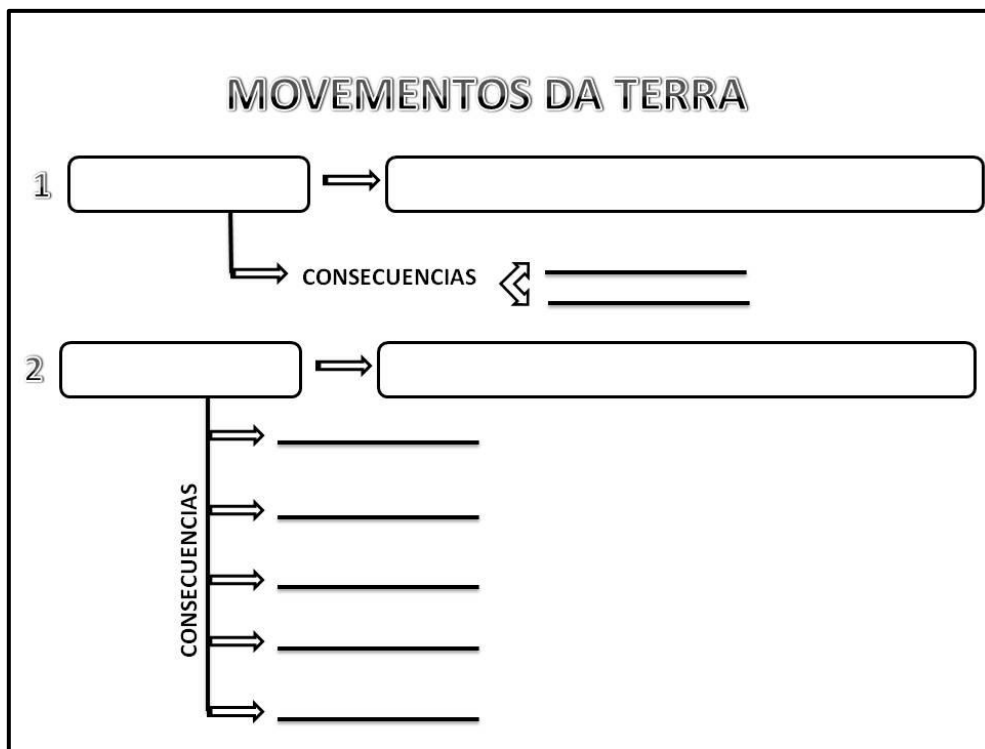 MOVEMENTOS DA TERRA
1
CONSECUENCIAS
2
CONSECUENCIAS